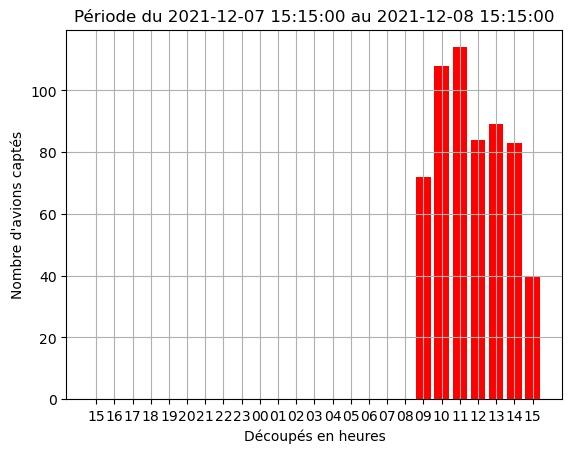 Période du 2021-12-07 15:15:00 au 2021-12-08 15:15:00
Nombre d'avions captés
100
80
60
40
20
0
15 16 17 18 19 20 21 22 23 00 01 02 03 04 05 06 07 08 09 10 11 12 13 14 15
Découpés en heures